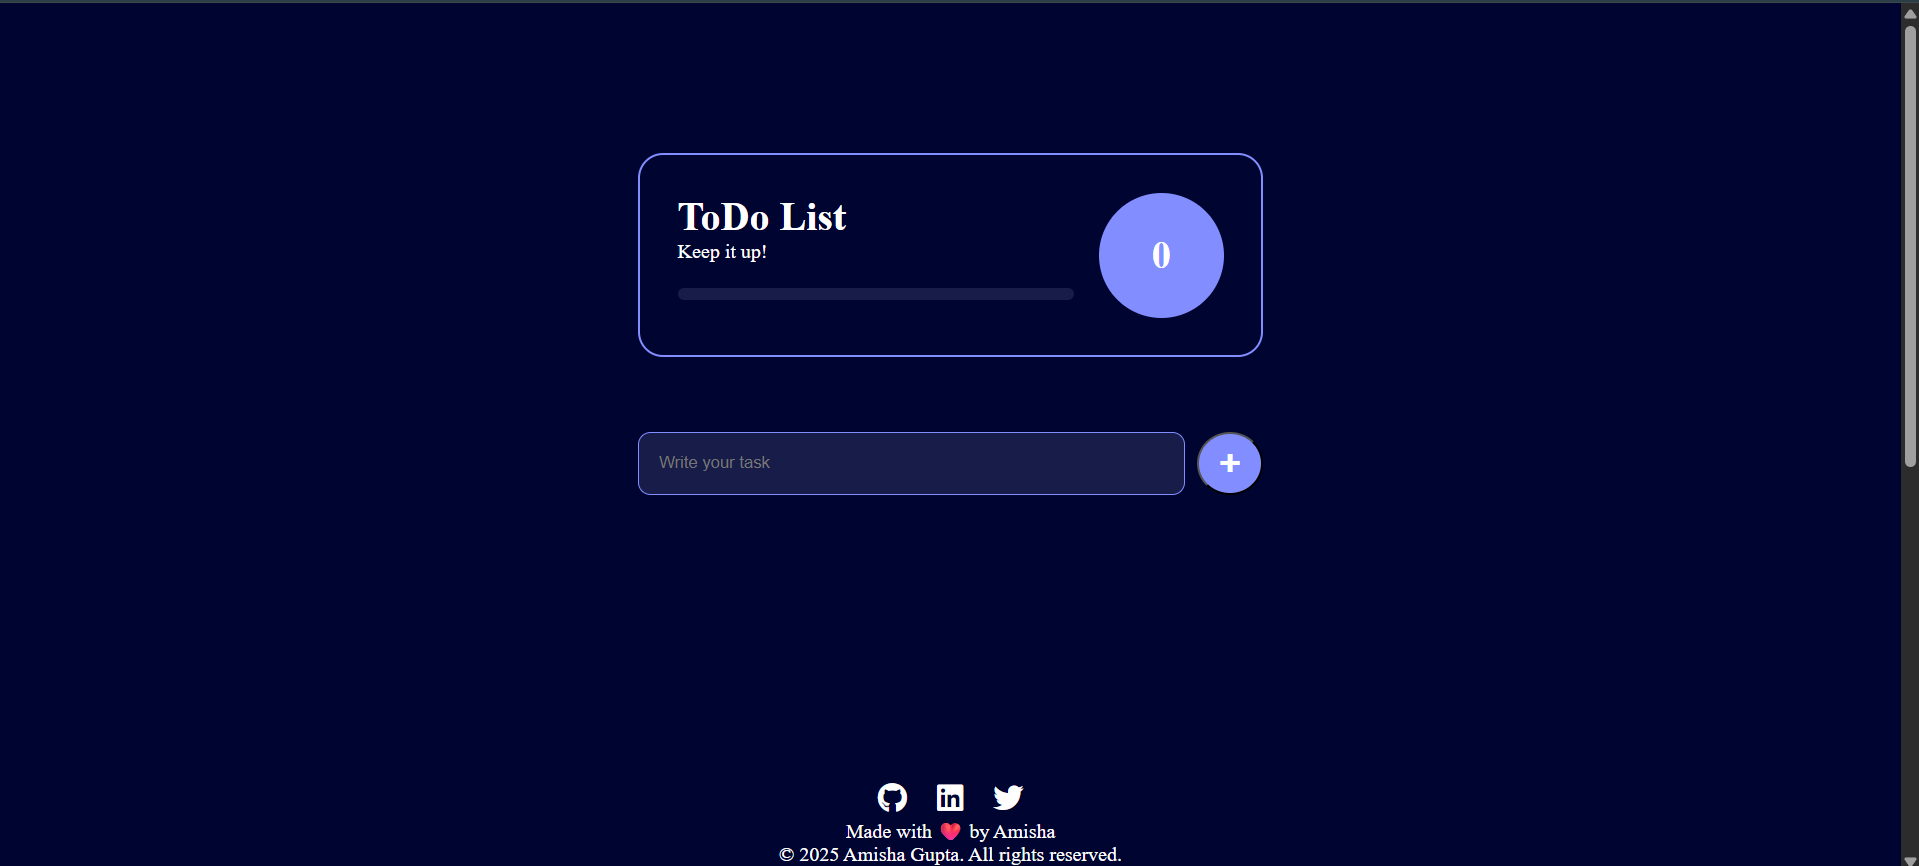 ToDo List
Keep it up!
0
Write your task
+
in
Made with ❤️ by Amisha
© 2025 Amisha Gupta. All rights reserved.